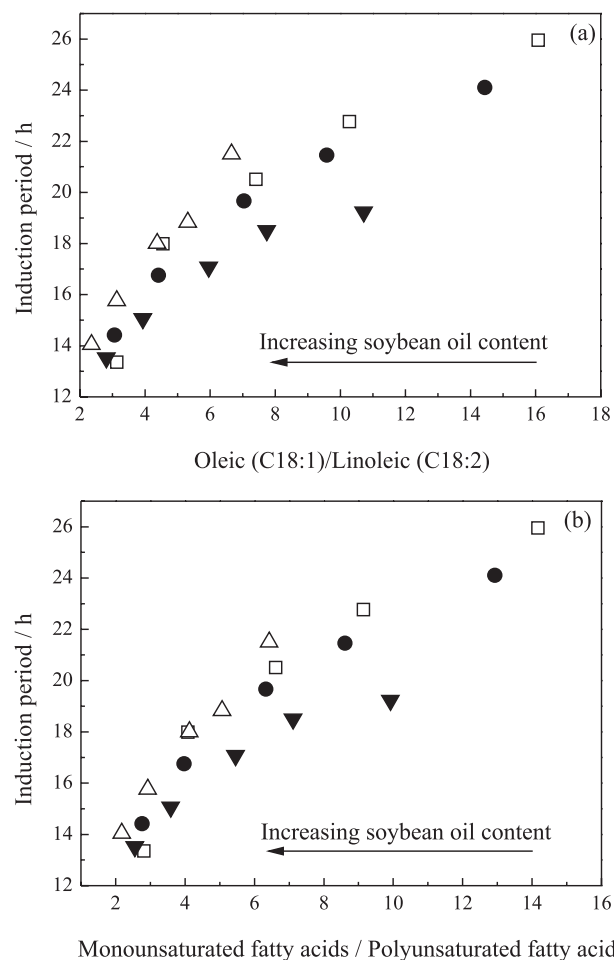 26
(a)
24
22
20
18
16
14
12
Induction period / h
Increasing soybean oil content
2 4 6 8 10 12 14 16 18
Oleic (C18:1)/Linoleic (C18:2)
26
(b)
24
22
20
18
16
14
12
Induction period / h
Increasing soybean oil content
2 4 6 8 10 12 14 16
Monounsaturated fatty acids / Polyunsaturated fatty acid